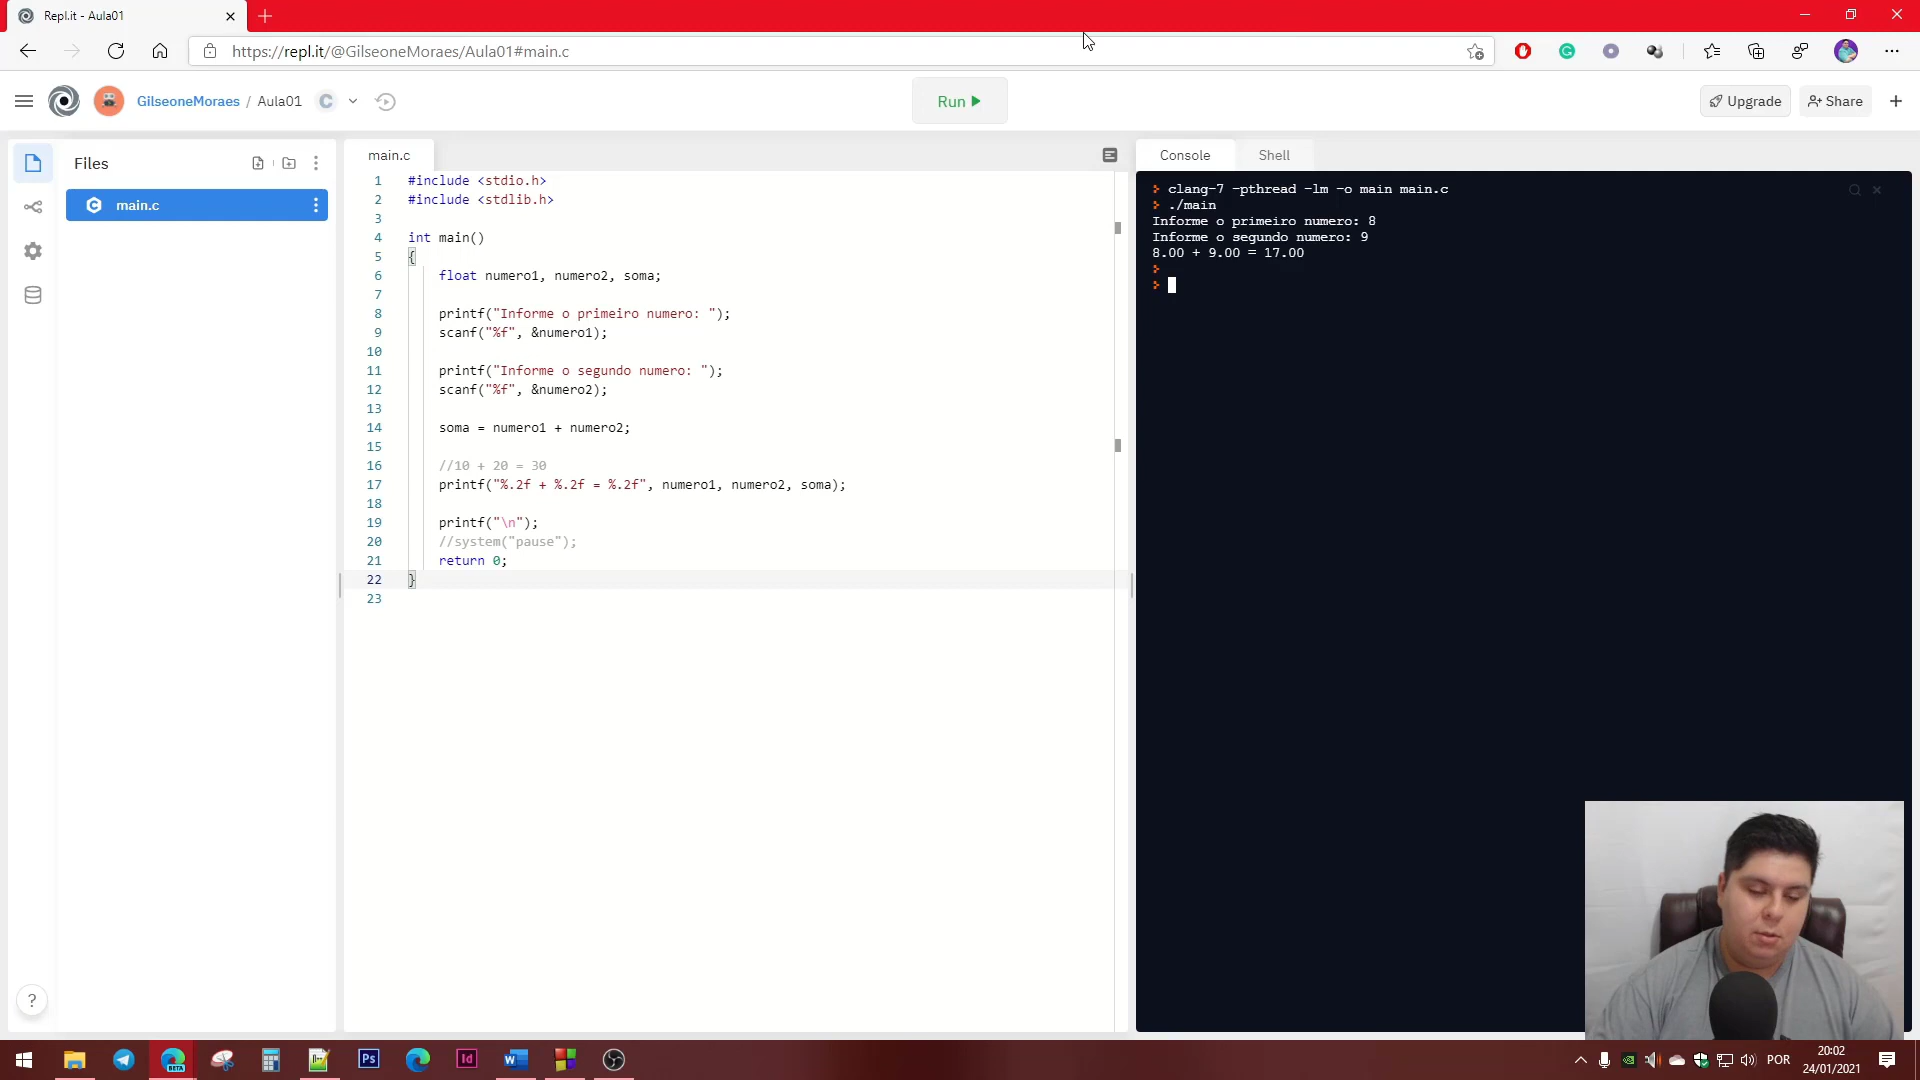 Repl.it - Aula01
https://repl.it/@GilseoneMoraes/Aula01#main.c
GilseoneMoraes / Aula01
Run
Upgrade
Share
Files
main.c
main.c
1 #include <stdio.h>
2 #include <stdlib.h>
3
4 int main()
5 {
6 float numero1, numero2, soma;
7
8 printf("Informe o primeiro numero: ");
9 scanf("%f", &numero1);
10
11 printf("Informe o segundo numero: ");
12 scanf("%f", &numero2);
13
14 soma = numero1 + numero2;
15
16 //10 + 20 = 30
17 printf("%.2f + %.2f = %.2f", numero1, numero2, soma);
18
19 printf("\n");
20 //system("pause");
21 return 0;
22 }
23
Console
Shell
clang-7 -pthread -lm -o main main.c
./main
Informe o primeiro numero: 8
Informe o segundo numero: 9
8.00 + 9.00 = 17.00
?
BETA
Ps
Id
POR
20:02
24/01/2021